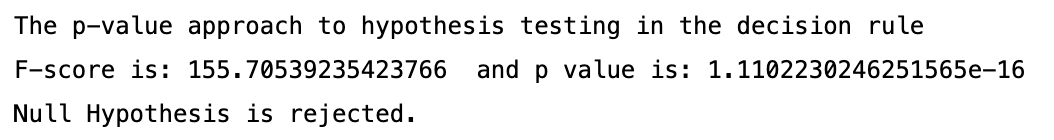 The p-value approach to hypothesis testing in the decision rule
F-score is: 155.70539235423766  and p value is: 1.1102230246251565e-16
Null Hypothesis is rejected.